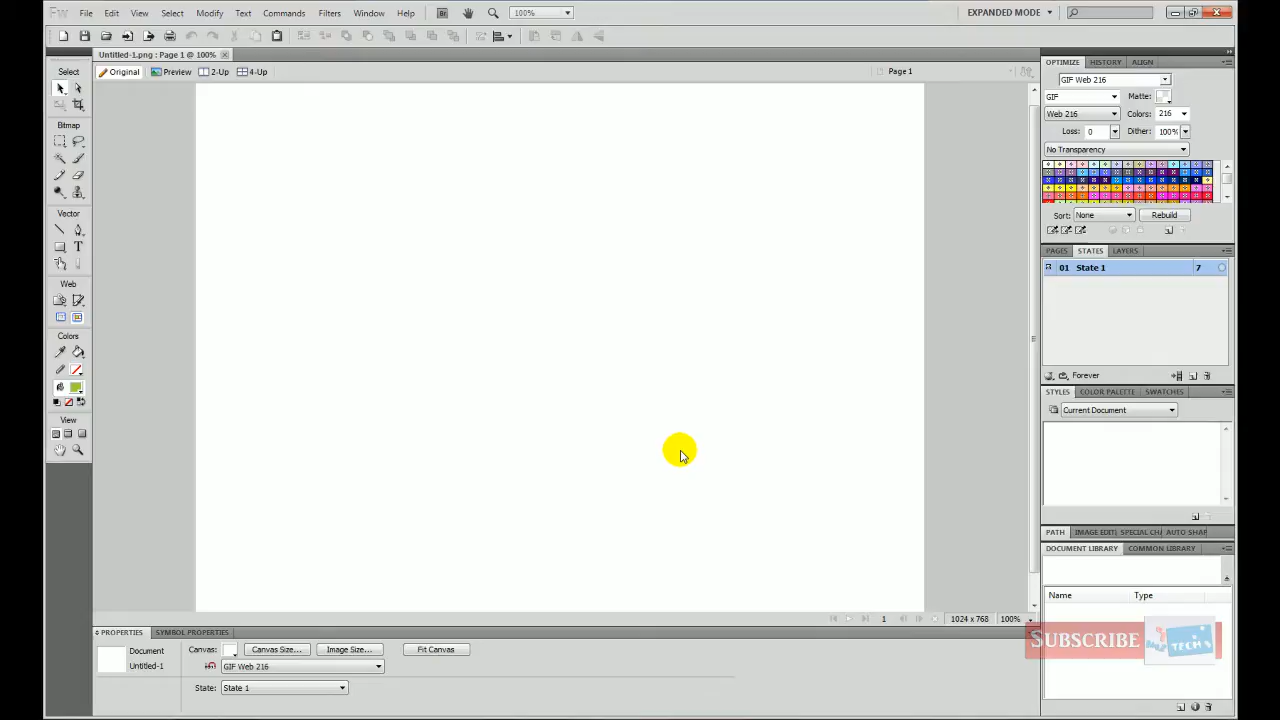 Fw File Edit View Select Modify Text Commands Filters Window Help Br 100% EXPANDED MODE
Untitled-1.png : Page 1 @ 100%
Original Preview 2-Up 4-Up Page 1
Select
Bitmap
Vector
T
Web
Colors
View
OPTIMIZE HISTORY ALIGN
GIF Web 216
GIF Matte:
Web 216 Colors: 216
Loss: 0 Dither: 100%
No Transparency
Sort: None Rebuild
PAGES STATES LAYERS
01 State 1 7
Forever
STYLES COLOR PALETTE SWATCHES
Current Document
PATH IMAGE EDITI SPECIAL CHA AUTO SHAP
DOCUMENT LIBRARY COMMON LIBRARY
Name Type
SUBSCRIBE
1 1024 x 768 100%
PROPERTIES SYMBOL PROPERTIES
Document Canvas: Canvas Size... Image Size... Fit Canvas
Untitled-1 GIF Web 216
State: State 1